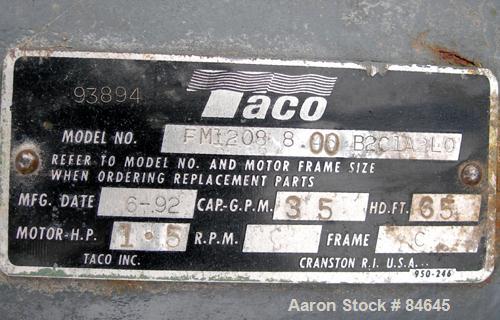 93894
Taco
MODEL NO. FM1208 8.00 B2C1A L0
REFER TO MODEL NO. AND MOTOR FRAME SIZE
WHEN ORDERING REPLACEMENT PARTS
MFG. DATE 6-92 CAP.-G.P.M. 35 HD.FT. 65
MOTOR-H.P. 1.5 R.P.M. C FRAME C
TACO INC. CRANSTON R.I. U.S.A.
950-246
Aaron Stock # 84645